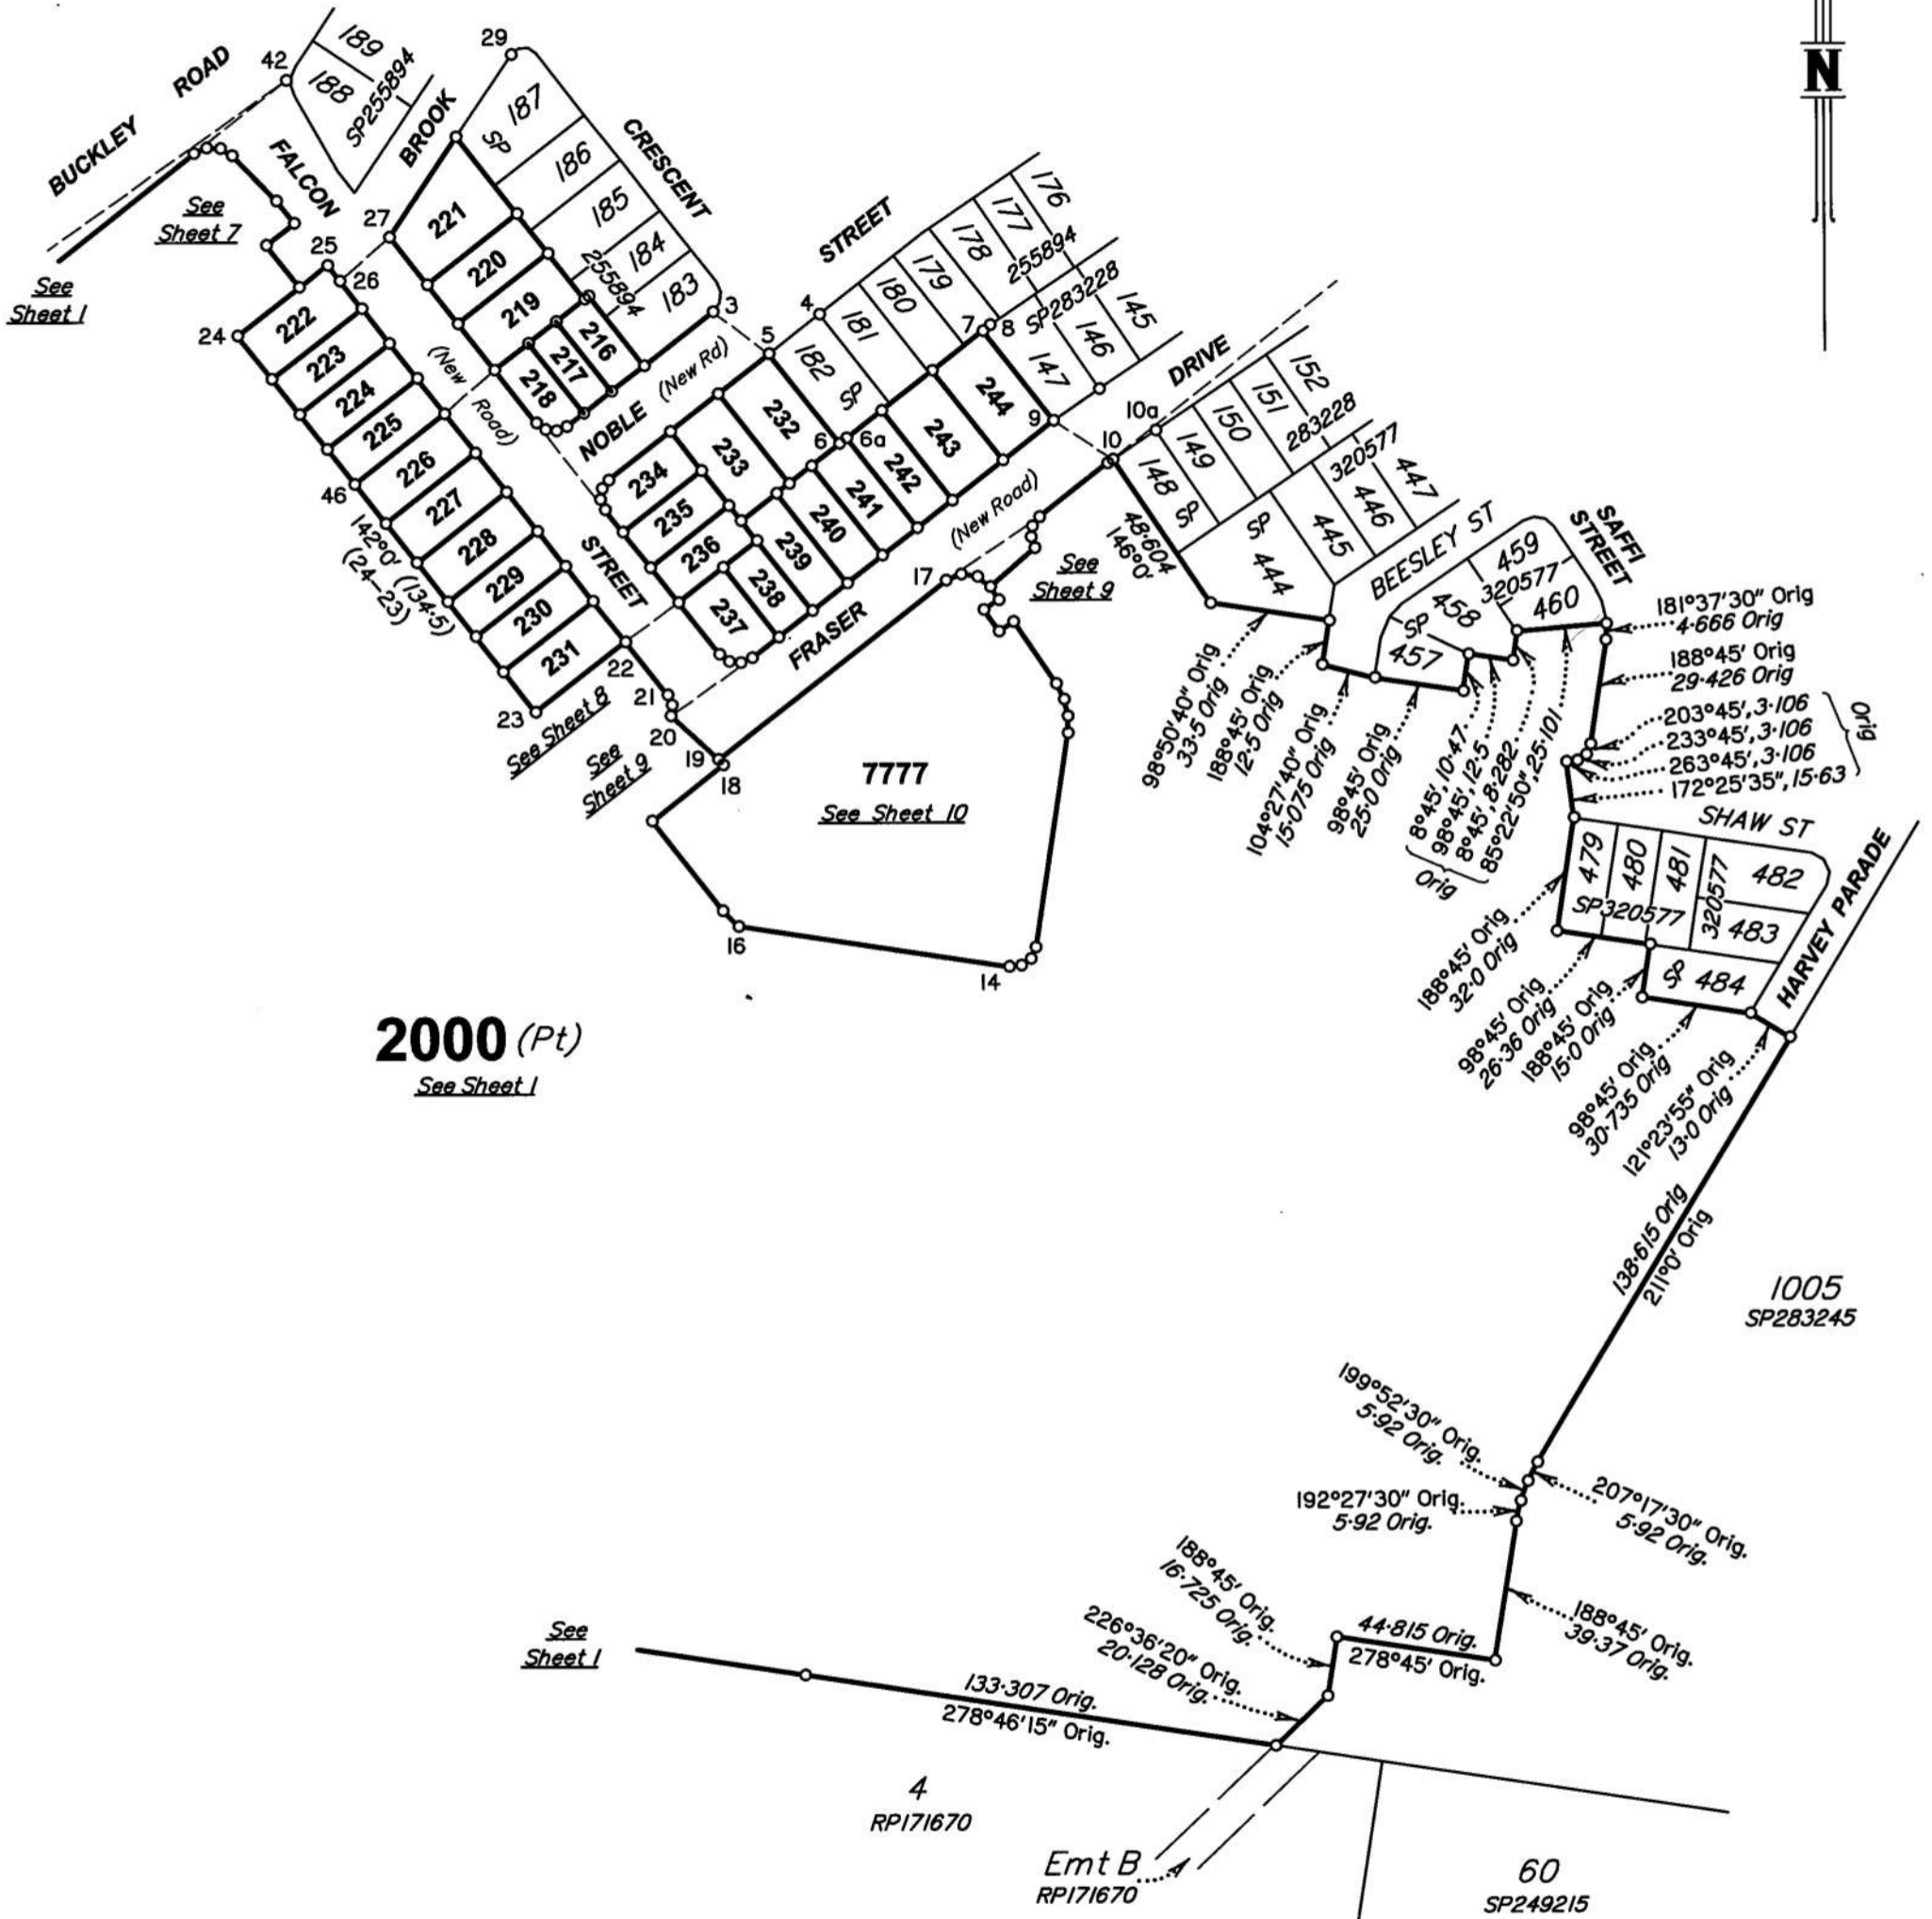 N
BUCKLEY ROAD
42
189
188
SP255894
FALCON
BROOK
29
187
SP
186
185
255894
184
183
CRESCENT
3
See
Sheet 7
See
Sheet 1
27
25
26
24
221
220
219
216
217
218
222
223
224
225
226
227
228
229
230
231
46
142°0' (134·5)
(24–23)
(New
Road)
STREET
NOBLE
(New Rd)
STREET
5
4
182
SP
181
180
179
178
177
176
255894
SP283228
145
146
147
7
8
9
6
6a
232
233
234
235
236
237
238
239
240
241
242
243
244
FRASER
(New Road)
DRIVE
10
10a
148
SP
149
150
151
152
283228
320577
447
446
445
SP
444
48·604
146°0'
BEESLEY ST
SAFFI
STREET
459
320577
458
460
SP
457
17
See
Sheet 9
22
21
20
19
18
23
See Sheet 8
See
Sheet 9
7777
See Sheet 10
16
14
98°50'40" Orig
33·5 Orig
188°45' Orig
12·5 Orig
104°27'40" Orig
15·075 Orig
98°45' Orig
25·0 Orig
8°45', 10·47
98°45', 12·5
8°45', 8·282
85°22'50", 25·101
Orig
181°37'30" Orig
4·666 Orig
188°45' Orig
29·426 Orig
203°45', 3·106
233°45', 3·106
263°45', 3·106
Orig
172°25'35", 15·63
SHAW ST
479
480
481
320577
482
483
SP320577
SP
484
HARVEY PARADE
188°45' Orig
32·0 Orig
98°45' Orig
26·36 Orig
188°45' Orig
15·0 Orig
98°45' Orig
30·735 Orig
121°23'55" Orig
13·0 Orig
2000 (Pt)
See Sheet 1
138·615 Orig
211°0' Orig
1005
SP283245
199°52'30" Orig.
5·92 Orig.
192°27'30" Orig.
5·92 Orig.
207°17'30" Orig.
5·92 Orig.
188°45' Orig.
16·725 Orig.
226°36'20" Orig.
20·128 Orig.
44·815 Orig.
278°45' Orig.
188°45' Orig.
39·37 Orig.
See
Sheet 1
133·307 Orig.
278°46'15" Orig.
4
RP171670
Emt B
RP171670
60
SP249215